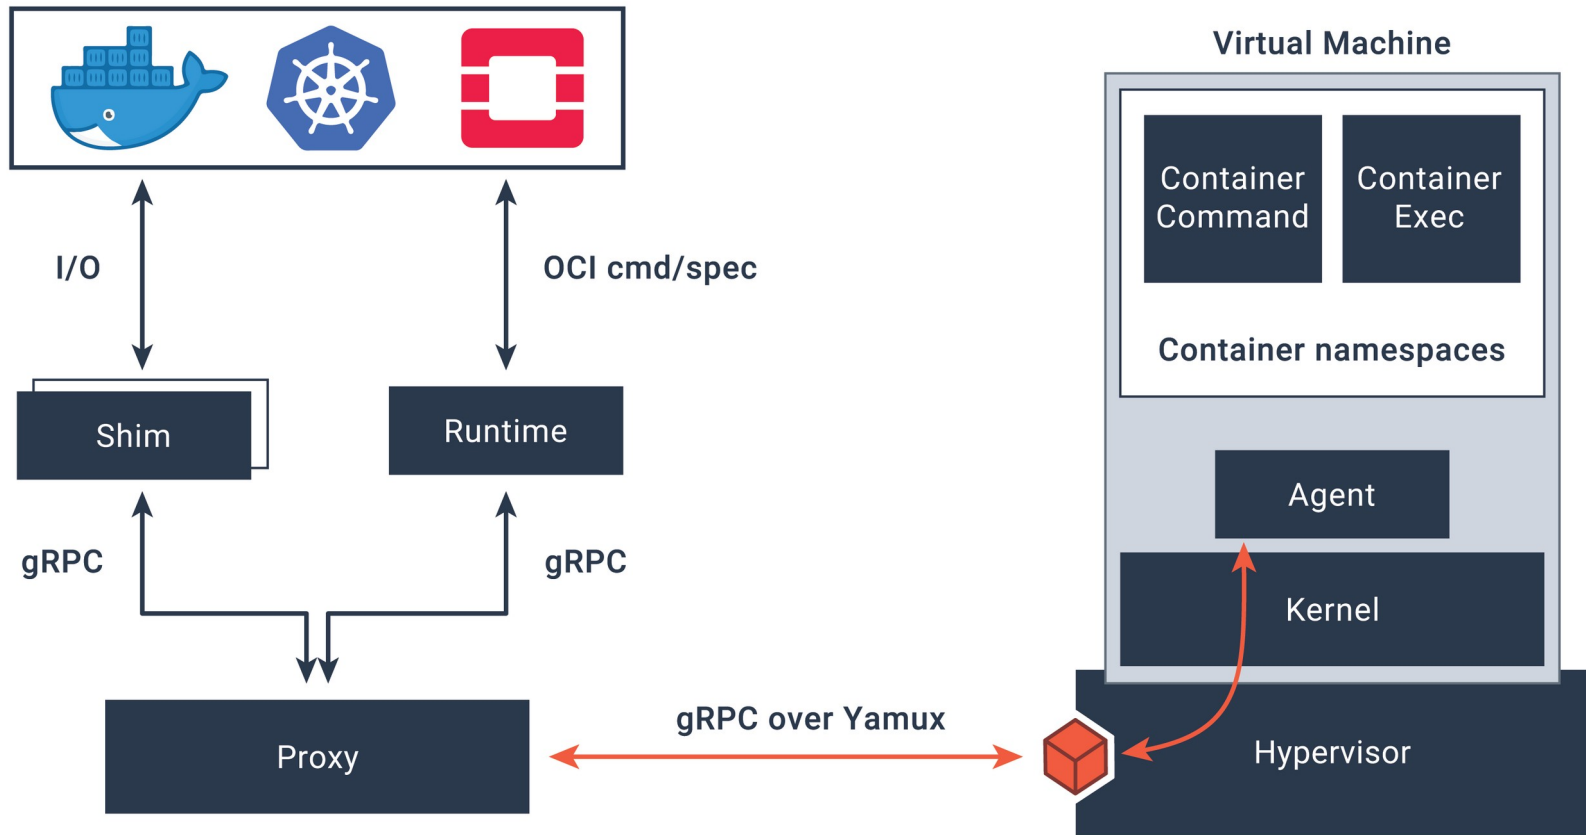 Virtual Machine
Container
Command
Container
Exec
I/O
OCI cmd/spec
Container namespaces
Shim
Runtime
Agent
gRPC
gRPC
Kernel
gRPC over Yamux
Proxy
Hypervisor